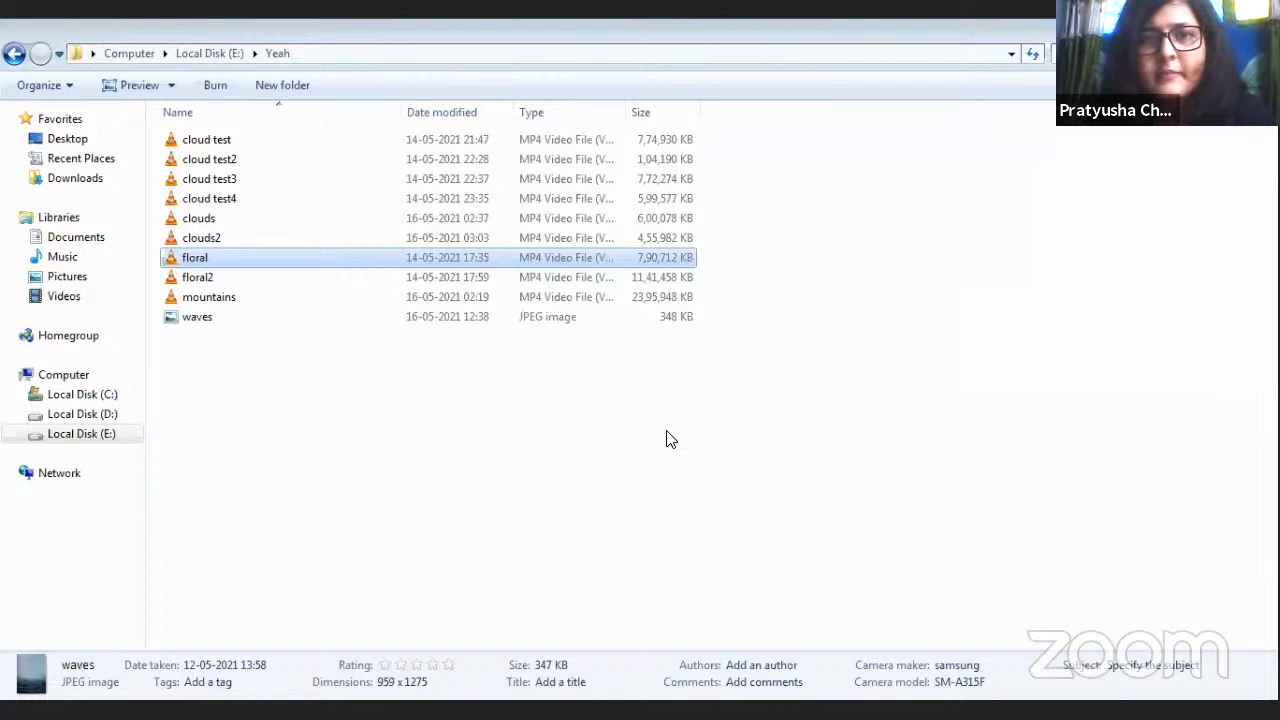 Computer Local Disk (E:) Yeah
Pratyusha Ch...
Organize Preview Burn New folder
Name Date modified Type Size
Favorites
Desktop
Recent Places
Downloads
Libraries
Documents
Music
Pictures
Videos
Homegroup
Computer
Local Disk (C:)
Local Disk (D:)
Local Disk (E:)
Network
cloud test 14-05-2021 21:47 MP4 Video File (V... 7,74,930 KB
cloud test2 14-05-2021 22:28 MP4 Video File (V... 1,04,190 KB
cloud test3 14-05-2021 22:37 MP4 Video File (V... 7,72,274 KB
cloud test4 14-05-2021 23:35 MP4 Video File (V... 5,99,577 KB
clouds 16-05-2021 02:37 MP4 Video File (V... 6,00,078 KB
clouds2 16-05-2021 03:03 MP4 Video File (V... 4,55,982 KB
floral 14-05-2021 17:35 MP4 Video File (V... 7,90,712 KB
floral2 14-05-2021 17:59 MP4 Video File (V... 11,41,458 KB
mountains 16-05-2021 02:19 MP4 Video File (V... 23,95,948 KB
waves 16-05-2021 12:38 JPEG image 348 KB
waves Date taken: 12-05-2021 13:58 Rating: Size: 347 KB Authors: Add an author Camera maker: samsung Subject: Specify the subject
JPEG image Tags: Add a tag Dimensions: 959 x 1275 Title: Add a title Comments: Add comments Camera model: SM-A315F
zoom